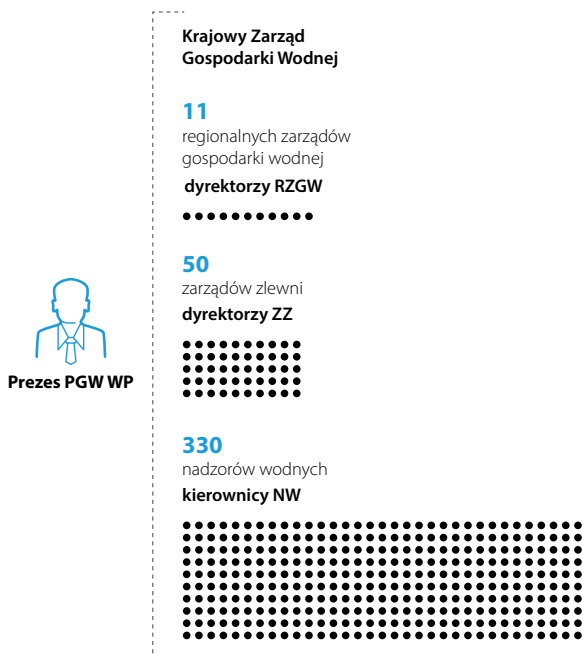 Krajowy Zarząd
Gospodarki Wodnej
11
regionalnych zarządów
gospodarki wodnej
dyrektorzy RZGW
50
zarządów zlewni
dyrektorzy ZZ
Prezes PGW WP
330
nadzorów wodnych
kierownicy NW